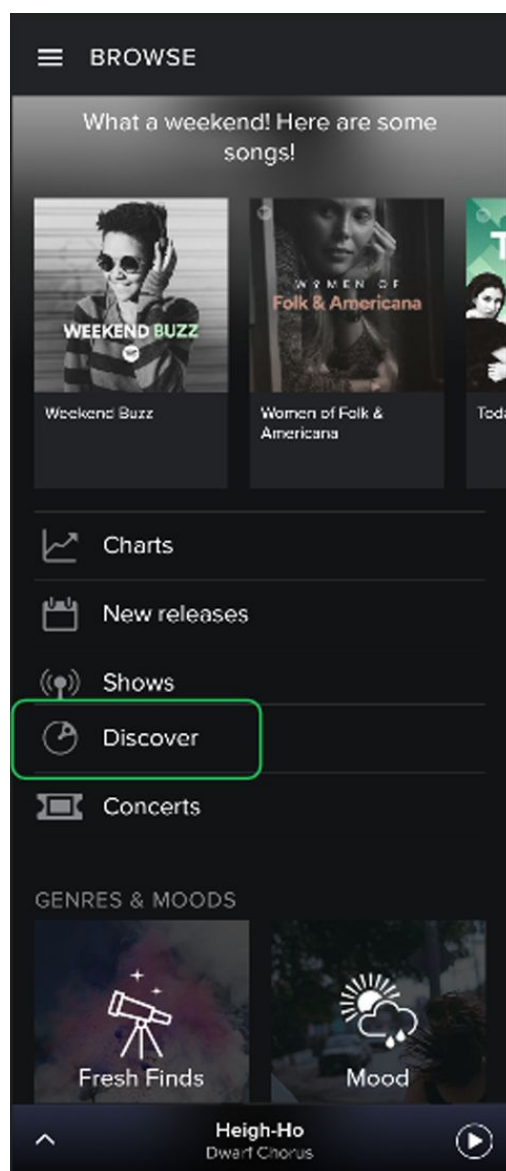 BROWSE
What a weekend! Here are some
songs!
WEEKEND BUZZ
WOMEN OF
Folk & Americana
T
Weekend Buzz
Women of Folk &
Americana
Toda
Charts
New releases
Shows
Discover
Concerts
GENRES & MOODS
Fresh Finds
Mood
Heigh-Ho
Dwarf Chorus